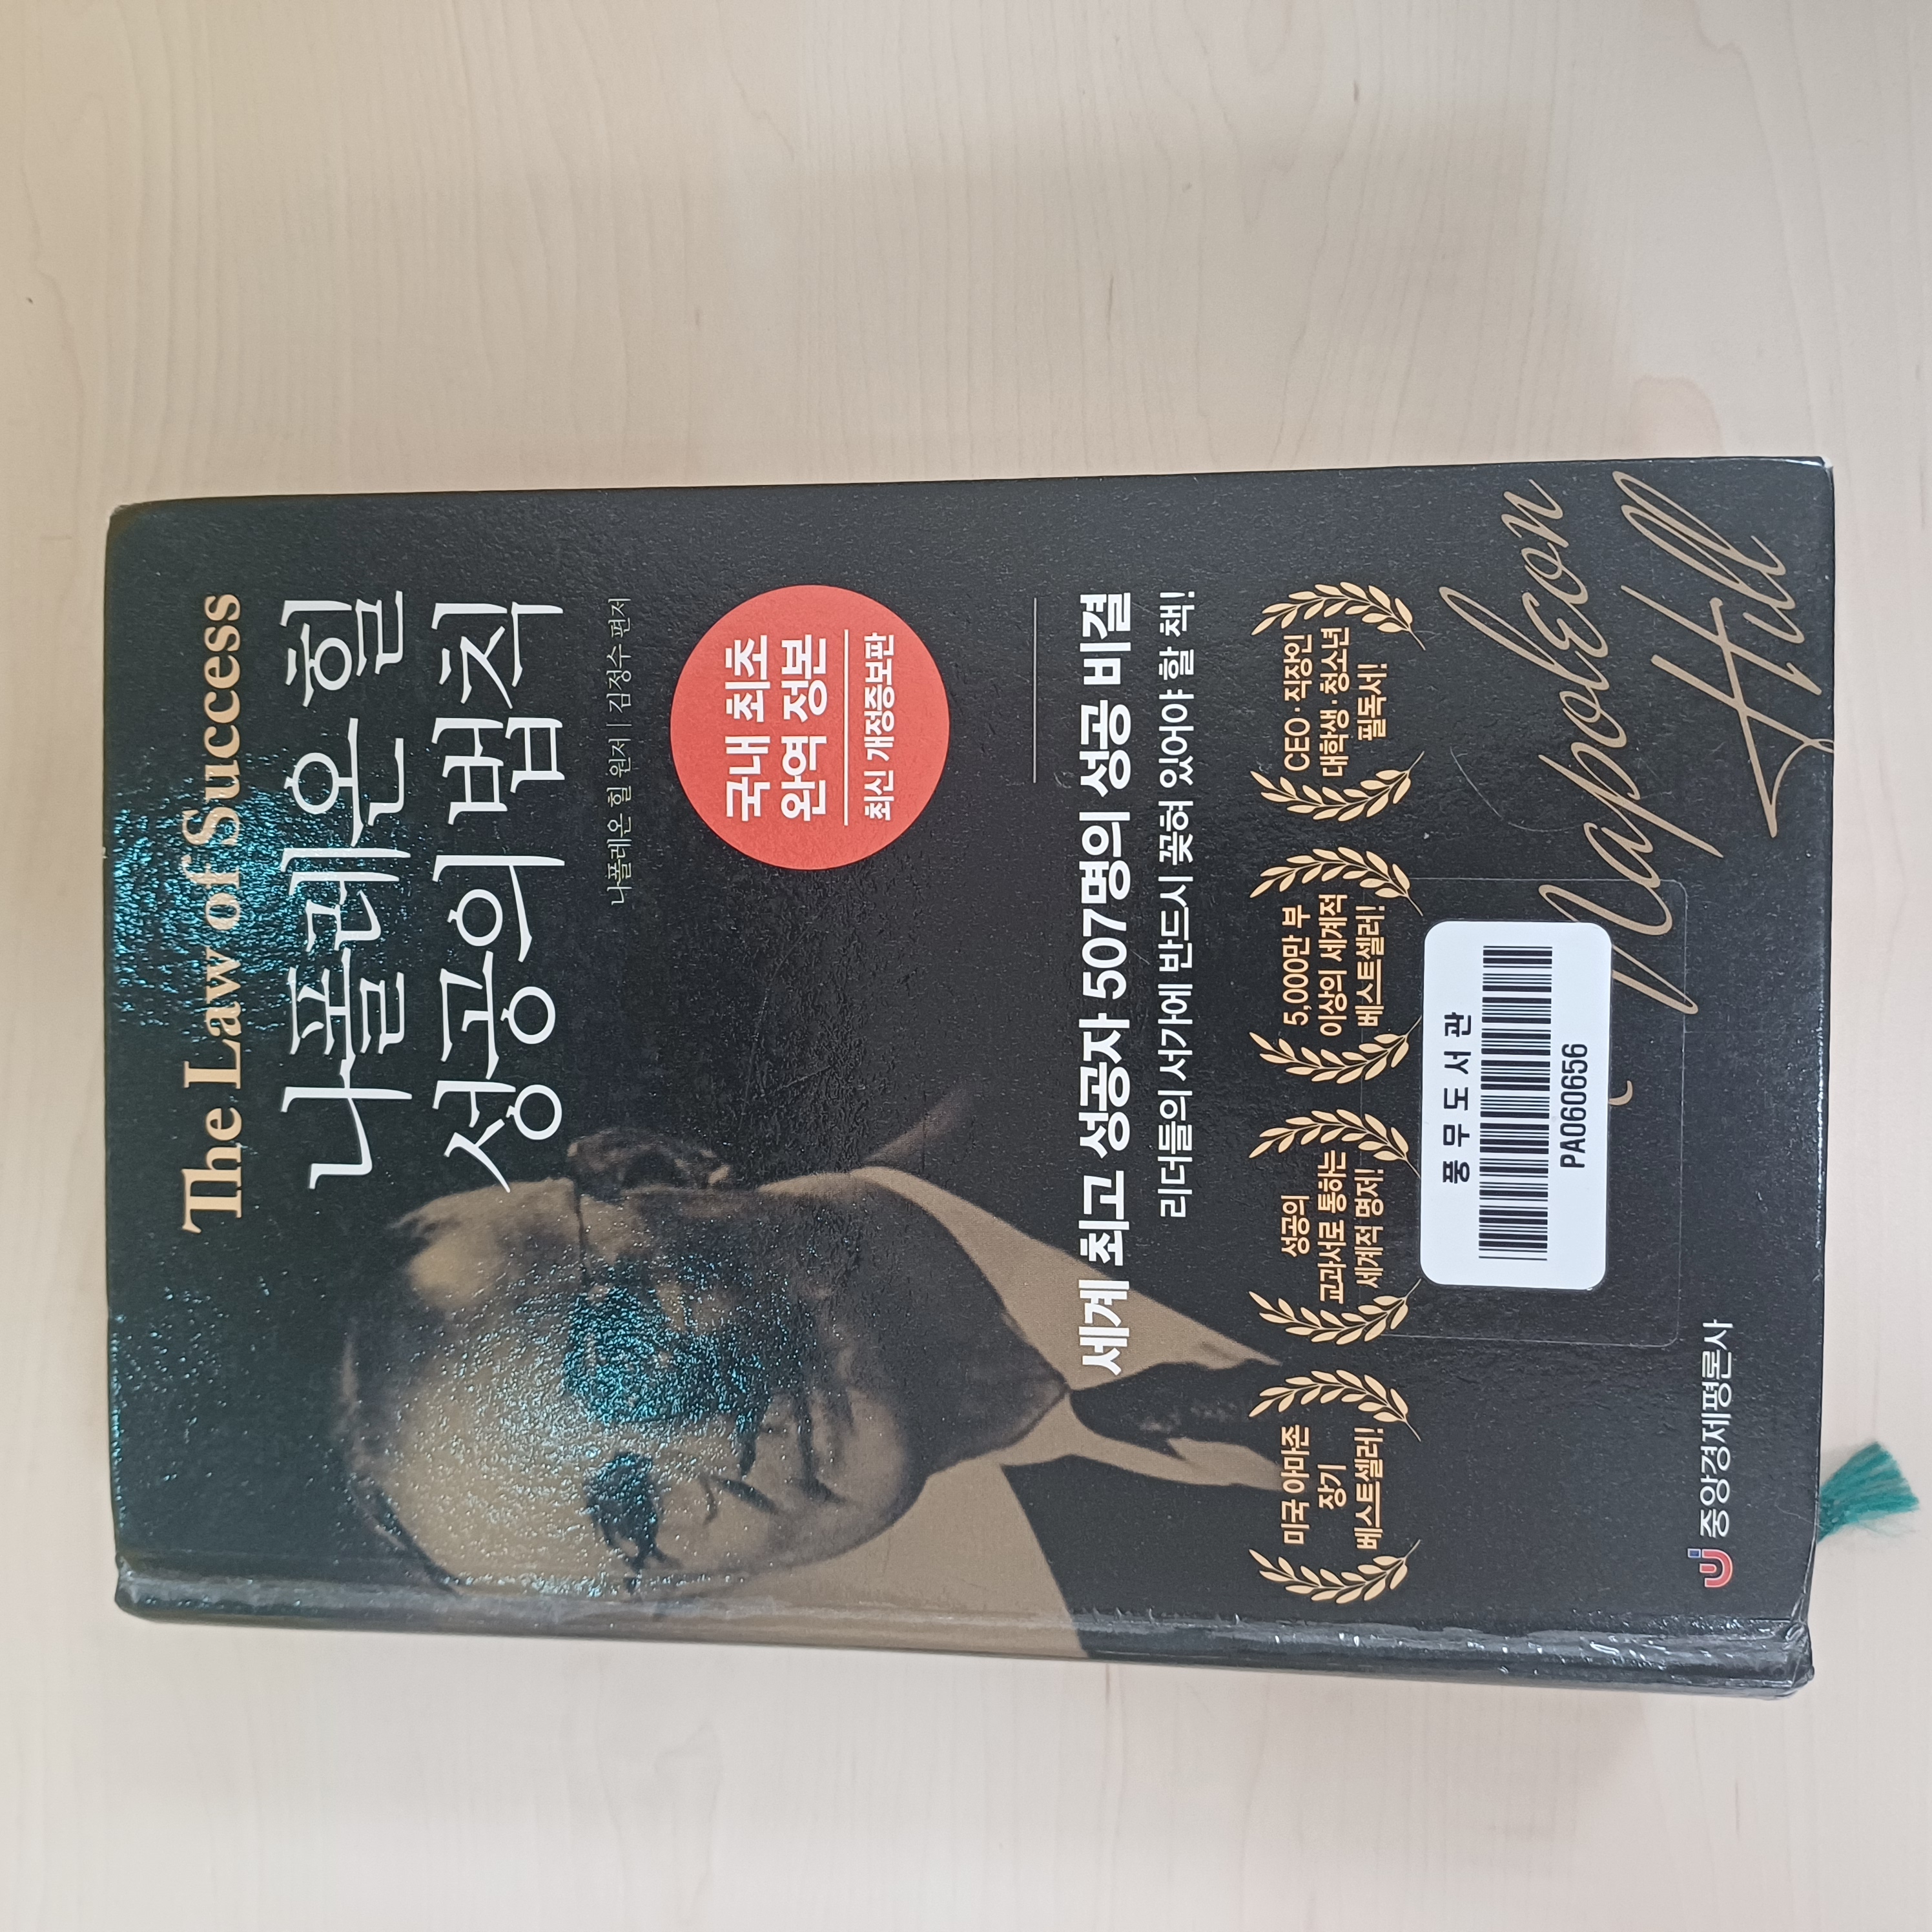 The Law of Success
나폴레온 힐
성공의 법칙
나폴레온 힐 원저 | 김정수 편저
국내 최초
완역 정본
최신 개정증보판
세계 최고 성공자 507명의 성공 비결
리더들의 서가에 반드시 꽂혀 있어야 할 책!
미국 아마존
장기
베스트셀러!
성공의
교과서로 통하는
세계적 명저!
5,000만 부
이상의 세계적
베스트셀러!
CEO·직장인
대학생·청소년
필독서!
풍무도서관
PA060656
Napoleon
Hill
중앙경제평론사